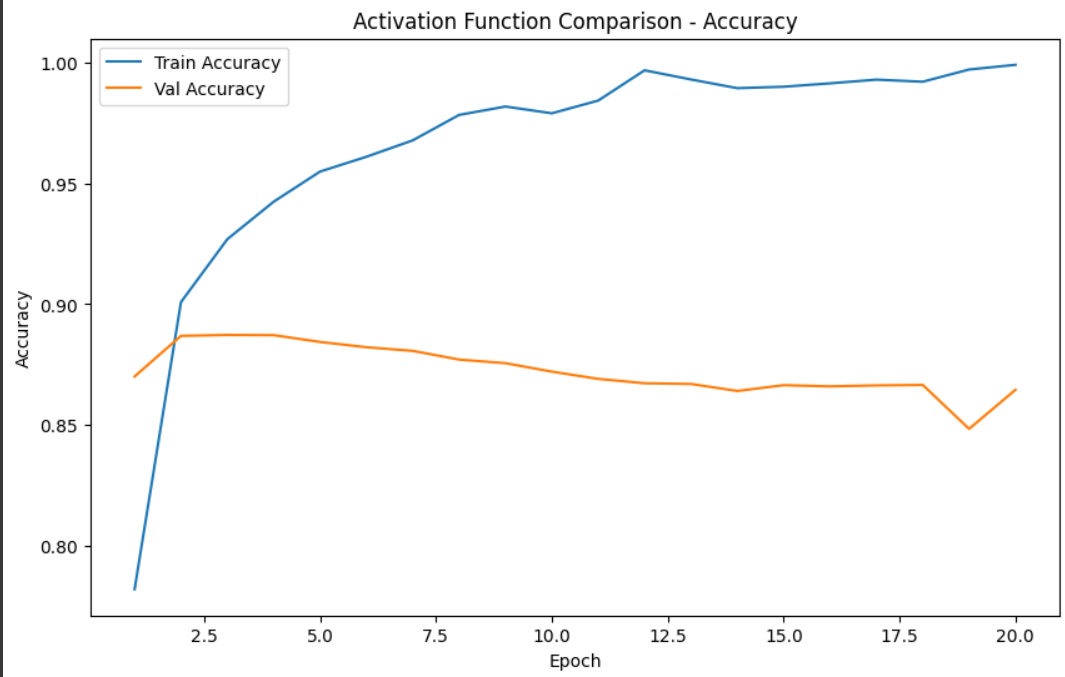 Activation Function Comparison - Accuracy
Train Accuracy
Val Accuracy
1.00
0.95
0.90
0.85
0.80
Accuracy
2.5 5.0 7.5 10.0 12.5 15.0 17.5 20.0
Epoch